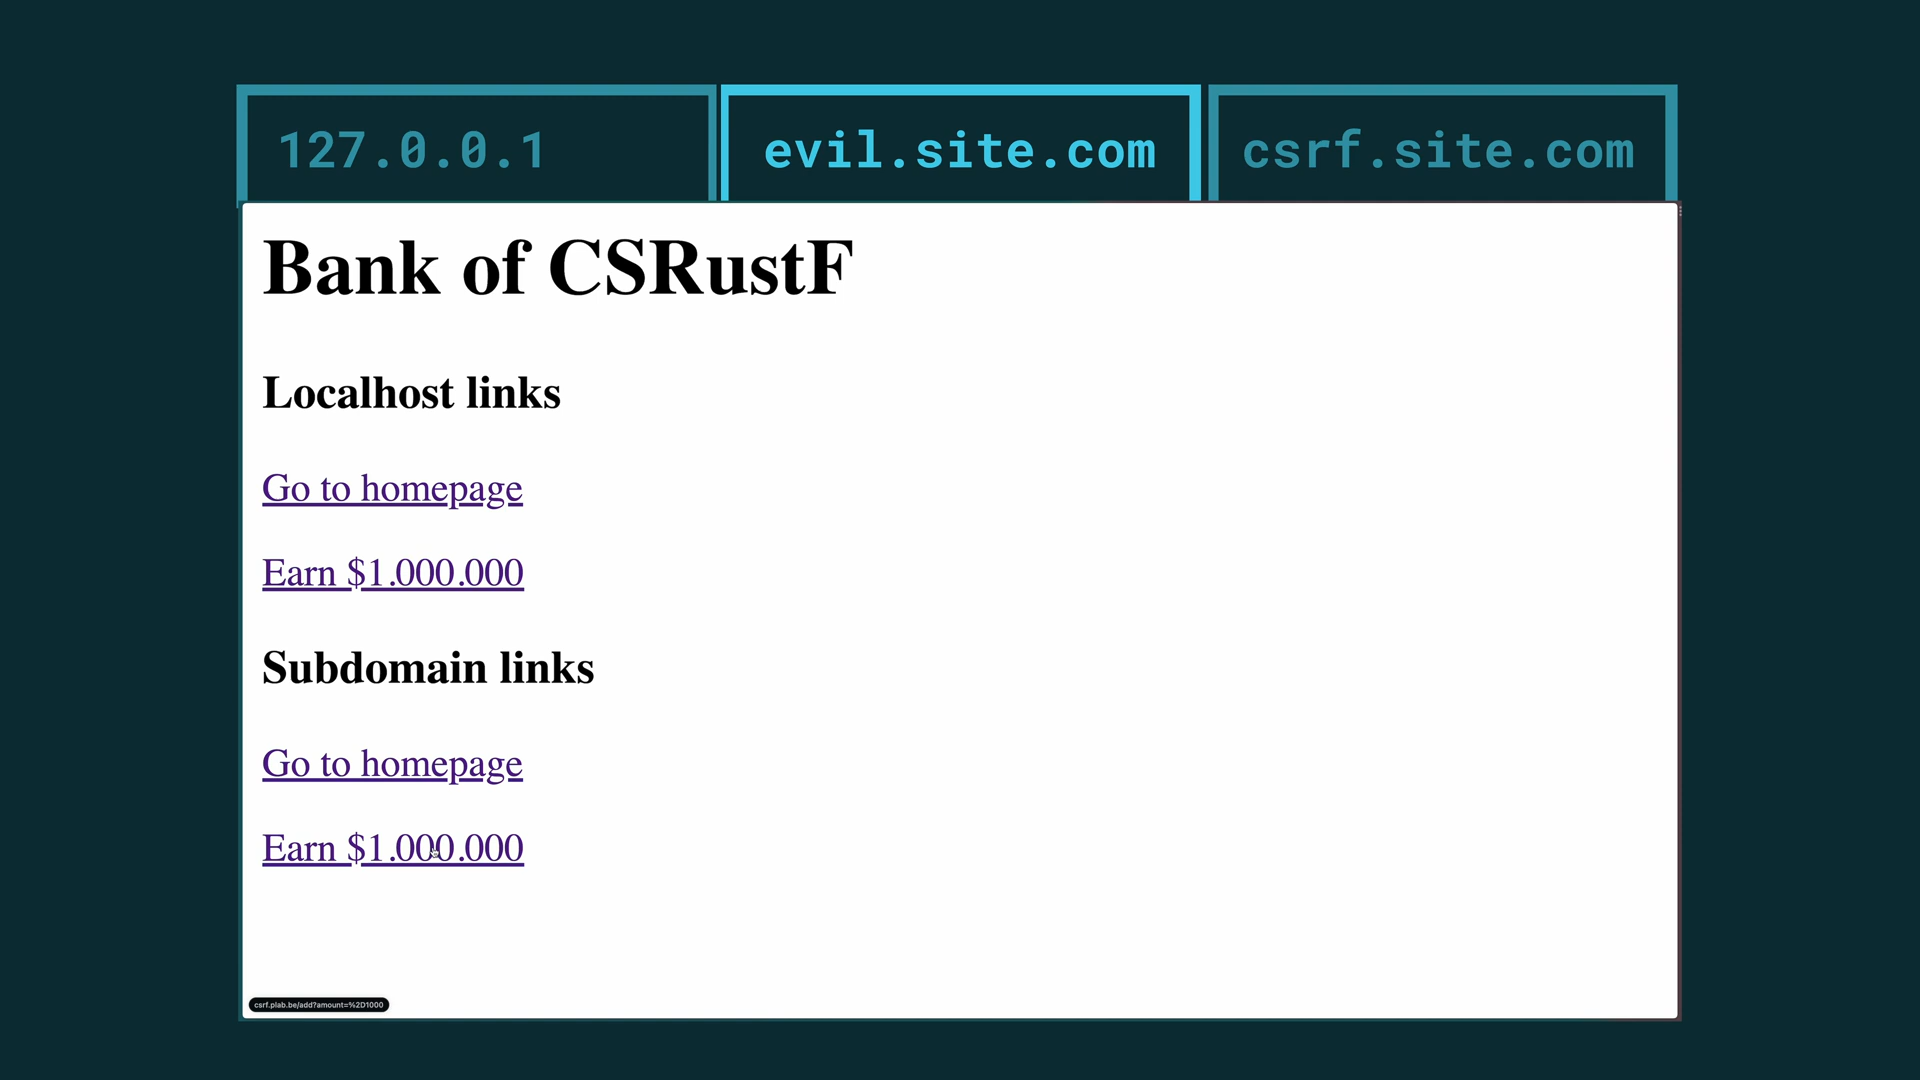 127.0.0.1
evil.site.com
csrf.site.com
Bank of CSRustF
Localhost links
Go to homepage
Earn $1.000.000
Subdomain links
Go to homepage
Earn $1.000.000
csrf.plab.be/add?amount=%2D1000